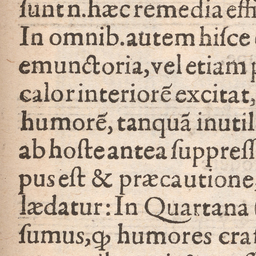 ſunt n. hæc remedia effi
In omnib. autem hiſce
emunctoria, vel etiam
calor interiorẽ excitat,
humorẽ, tanquã inutil
ab hoſte antea ſuppreſſ
pus eſt & præcautione,
lædatur: In Quartana
ſumus, ꝙ humores craſ